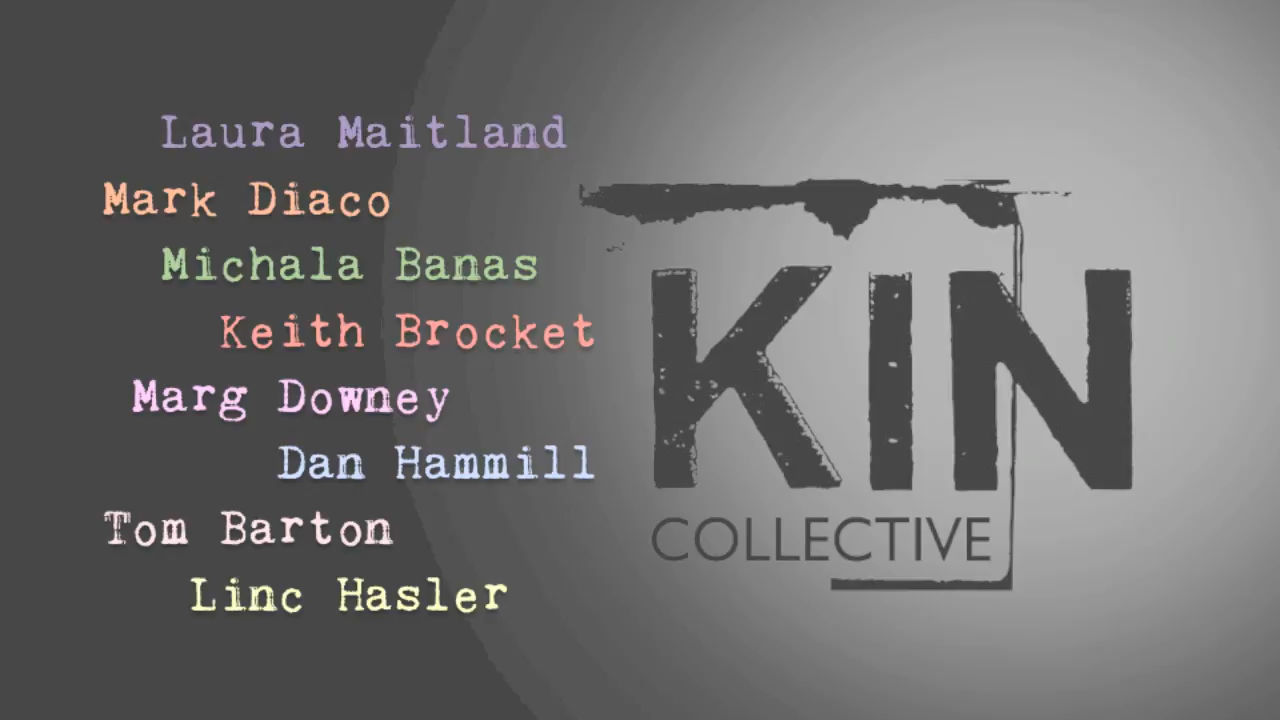 Laura Maitland
Mark Diaco
Michala Banas
Keith Brocket
Marg Downey
Dan Hammill
Tom Barton
Linc Hasler
KIN
COLLECTIVE